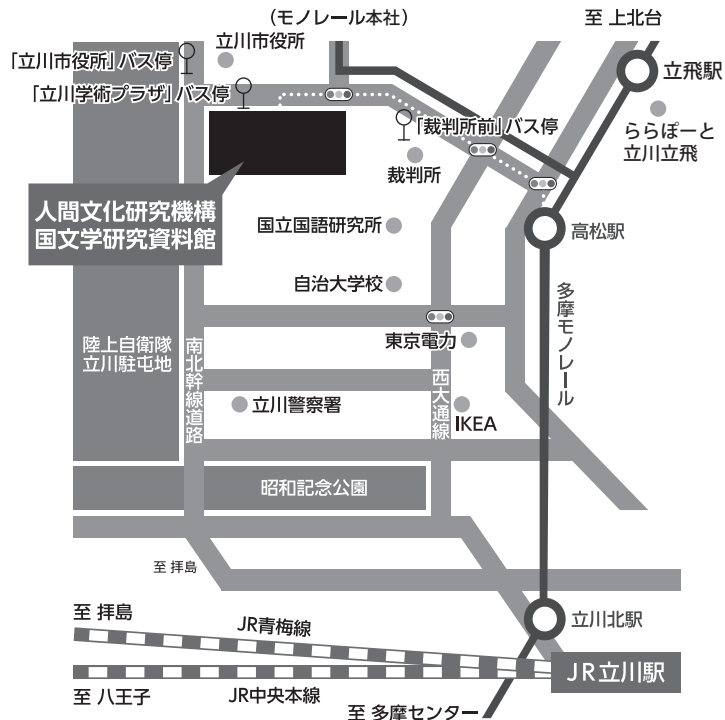 (モノレール本社)
至 上北台
立川市役所
「立川市役所」バス停
立飛駅
「立川学術プラザ」バス停
「裁判所前」バス停
ららぽーと
立川立飛
裁判所
人間文化研究機構
国文学研究資料館
国立国語研究所
高松駅
自治大学校
多摩モノレール
陸上自衛隊
立川駐屯地
南北幹線道路
東京電力
西大通線
立川警察署
IKEA
昭和記念公園
至 拝島
至 拝島
JR青梅線
立川北駅
JR立川駅
至 八王子
JR中央本線
至 多摩センター